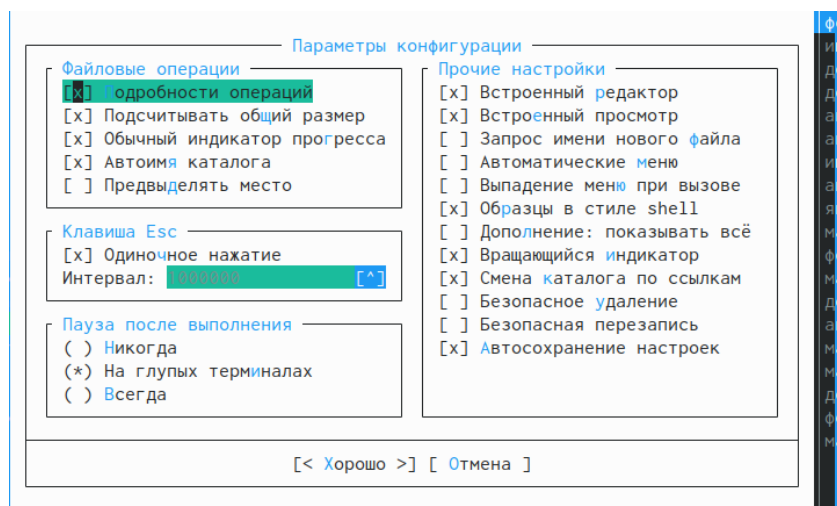 Параметры конфигурации
Файловые операции
[x] Подробности операций
[x] Подсчитывать общий размер
[x] Обычный индикатор прогресса
[x] Автоимя каталога
[ ] Предвыделять место
Клавиша Esc
[x] Одиночное нажатие
Интервал: 1000000 [^]
Пауза после выполнения
( ) Никогда
(*) На глупых терминалах
( ) Всегда
Прочие настройки
[x] Встроенный редактор
[x] Встроенный просмотр
[ ] Запрос имени нового файла
[ ] Автоматические меню
[ ] Выпадение меню при вызове
[x] Образцы в стиле shell
[ ] Дополнение: показывать всё
[x] Вращающийся индикатор
[x] Смена каталога по ссылкам
[ ] Безопасное удаление
[ ] Безопасная перезапись
[x] Автосохранение настроек
[< Хорошо >] [ Отмена ]